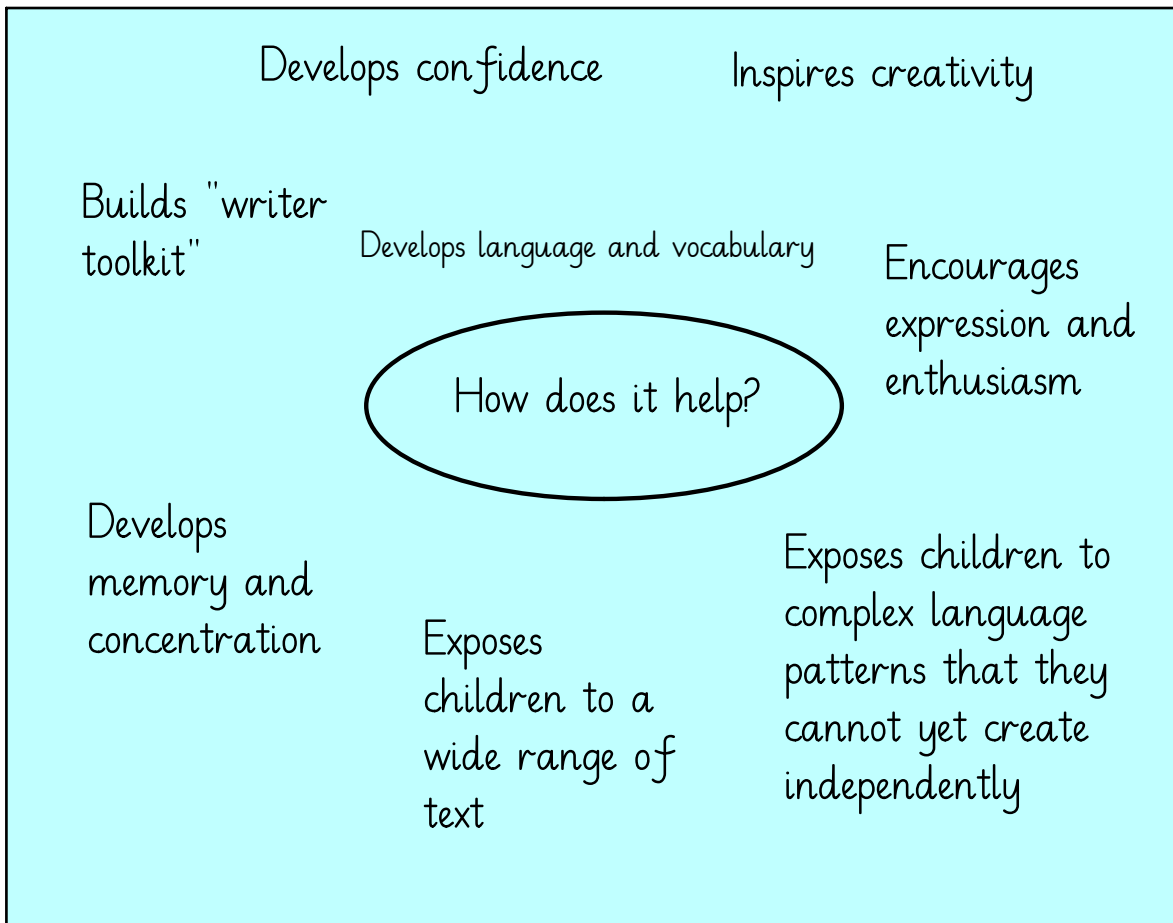 Develops confidence
Inspires creativity
Builds "writer
toolkit"
Develops language and vocabulary
Encourages
expression and
enthusiasm
How does it help?
Develops
memory and
concentration
Exposes
children to a
wide range of
text
Exposes children to
complex language
patterns that they
cannot yet create
independently